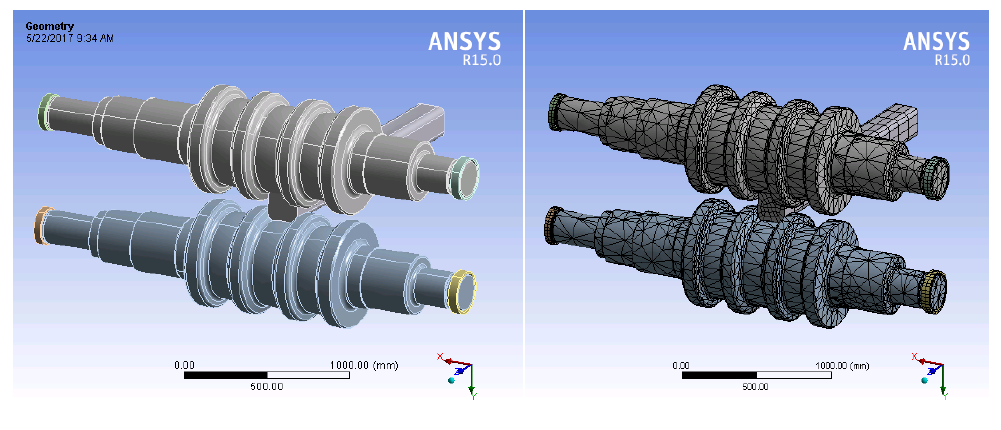 Geometry
5/22/2017 9:34 AM
ANSYS
R15.0
0.00
1000.00 (mm)
500.00
X
Z
Y
ANSYS
R15.0
0.00
1000.00 (mm)
500.00
X
Z
Y